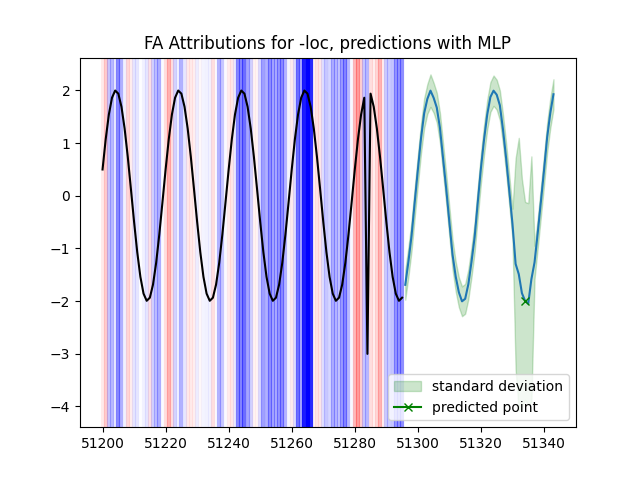 FA Attributions for -loc, predictions with MLP
2
1
0
−1
−2
−3
−4
standard deviation
predicted point
51200 51220 51240 51260 51280 51300 51320 51340